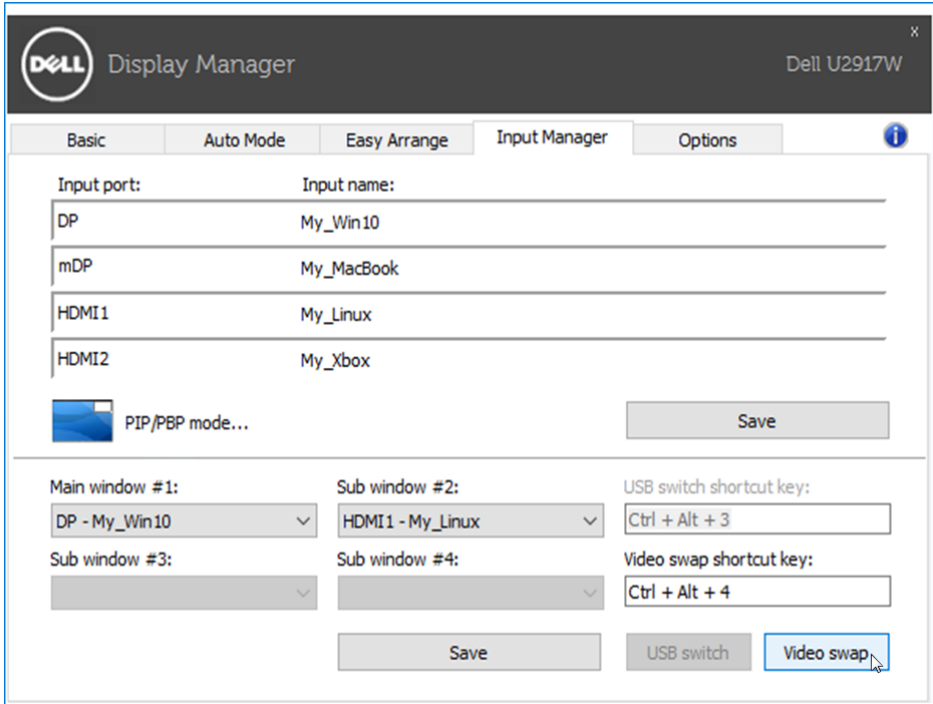 x
DELL Display Manager Dell U2917W
Basic Auto Mode Easy Arrange Input Manager Options i
Input port: Input name:
DP My_Win10
mDP My_MacBook
HDMI1 My_Linux
HDMI2 My_Xbox
PIP/PBP mode... Save
Main window #1: Sub window #2: USB switch shortcut key:
DP - My_Win10 HDMI1 - My_Linux Ctrl + Alt + 3
Sub window #3: Sub window #4: Video swap shortcut key:
Ctrl + Alt + 4
Save USB switch Video swap